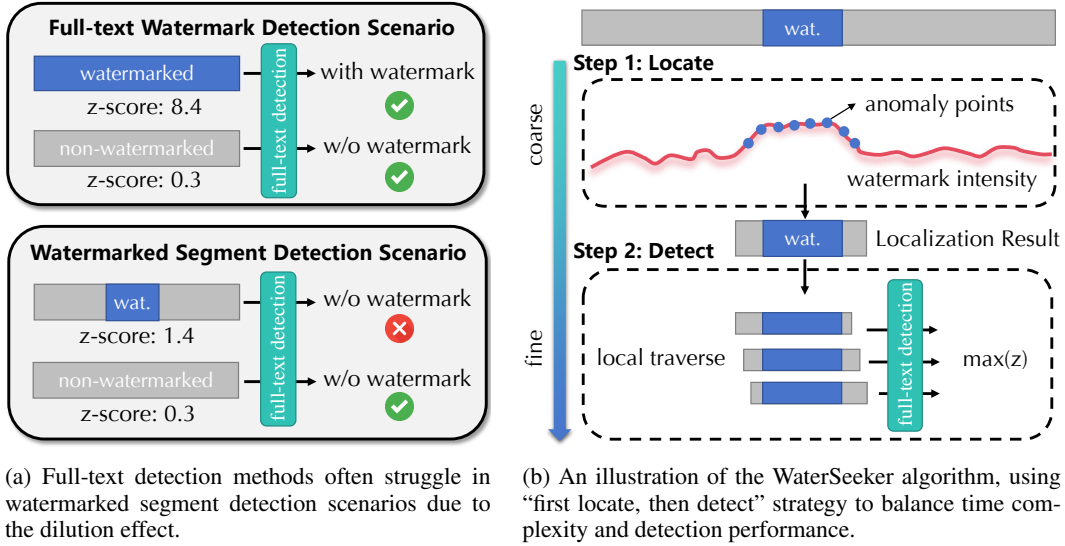 Full-text Watermark Detection Scenario
watermarked
z-score: 8.4
full-text detection
with watermark
non-watermarked
z-score: 0.3
w/o watermark
Watermarked Segment Detection Scenario
wat.
z-score: 1.4
full-text detection
w/o watermark
non-watermarked
z-score: 0.3
w/o watermark
(a) Full-text detection methods often struggle in
watermarked segment detection scenarios due to
the dilution effect.
wat.
Step 1: Locate
coarse
anomaly points
watermark intensity
wat.
Localization Result
Step 2: Detect
fine
local traverse
full-text detection
max(z)
(b) An illustration of the WaterSeeker algorithm, using
“first locate, then detect” strategy to balance time com-
plexity and detection performance.